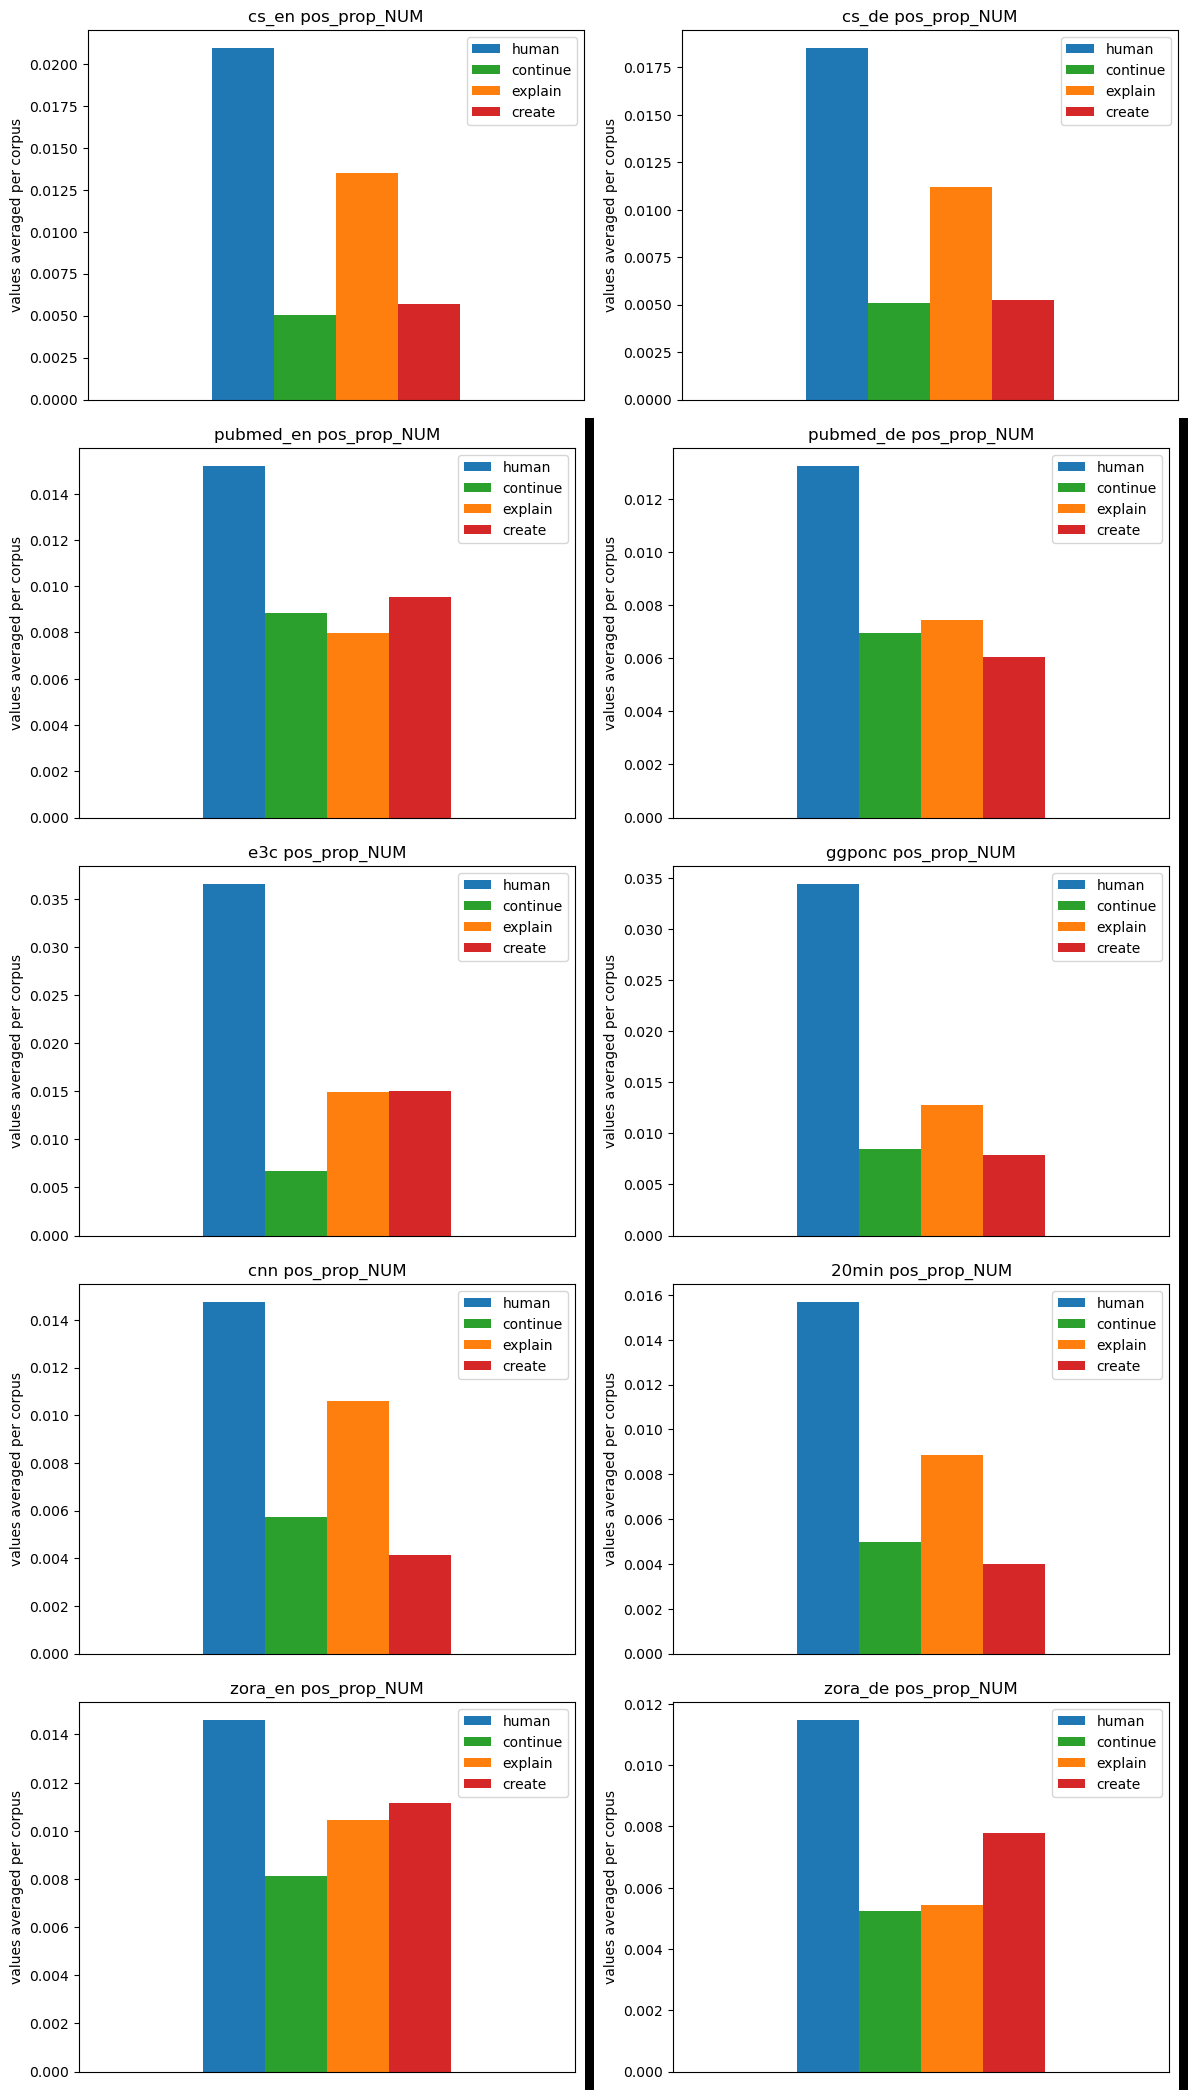 cs_en pos_prop_NUM
values averaged per corpus
0.0200
0.0175
0.0150
0.0125
0.0100
0.0075
0.0050
0.0025
0.0000
human
continue
explain
create
cs_de pos_prop_NUM
values averaged per corpus
0.0175
0.0150
0.0125
0.0100
0.0075
0.0050
0.0025
0.0000
human
continue
explain
create
pubmed_en pos_prop_NUM
values averaged per corpus
0.014
0.012
0.010
0.008
0.006
0.004
0.002
0.000
human
continue
explain
create
pubmed_de pos_prop_NUM
values averaged per corpus
0.012
0.010
0.008
0.006
0.004
0.002
0.000
human
continue
explain
create
e3c pos_prop_NUM
values averaged per corpus
0.035
0.030
0.025
0.020
0.015
0.010
0.005
0.000
human
continue
explain
create
ggponc pos_prop_NUM
values averaged per corpus
0.035
0.030
0.025
0.020
0.015
0.010
0.005
0.000
human
continue
explain
create
cnn pos_prop_NUM
values averaged per corpus
0.014
0.012
0.010
0.008
0.006
0.004
0.002
0.000
human
continue
explain
create
20min pos_prop_NUM
values averaged per corpus
0.016
0.014
0.012
0.010
0.008
0.006
0.004
0.002
0.000
human
continue
explain
create
zora_en pos_prop_NUM
values averaged per corpus
0.014
0.012
0.010
0.008
0.006
0.004
0.002
0.000
human
continue
explain
create
zora_de pos_prop_NUM
values averaged per corpus
0.012
0.010
0.008
0.006
0.004
0.002
0.000
human
continue
explain
create